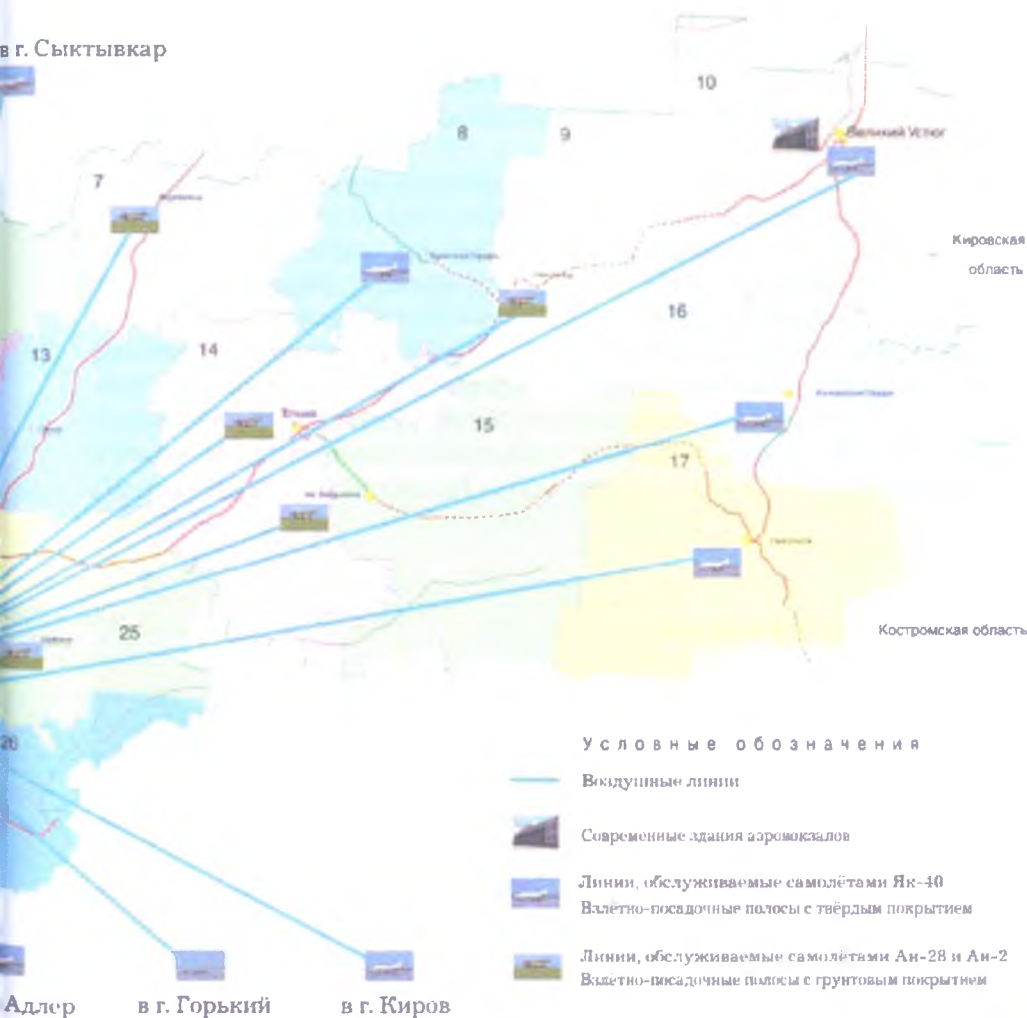 в г. Сыктывкар
10
8
9
7
Великий Устюг
Кировская
область
16
13
14
15
17
25
26
Костромская область
Условные обозначения
Воздушные линии
Современные здания аэровокзалов
Линии, обслуживаемые самолётами Як-40
Взлётно-посадочные полосы с твёрдым покрытием
Линии, обслуживаемые самолётами Ан-28 и Ан-2
Взлётно-посадочные полосы с грунтовым покрытием
Адлер
в г. Горький
в г. Киров